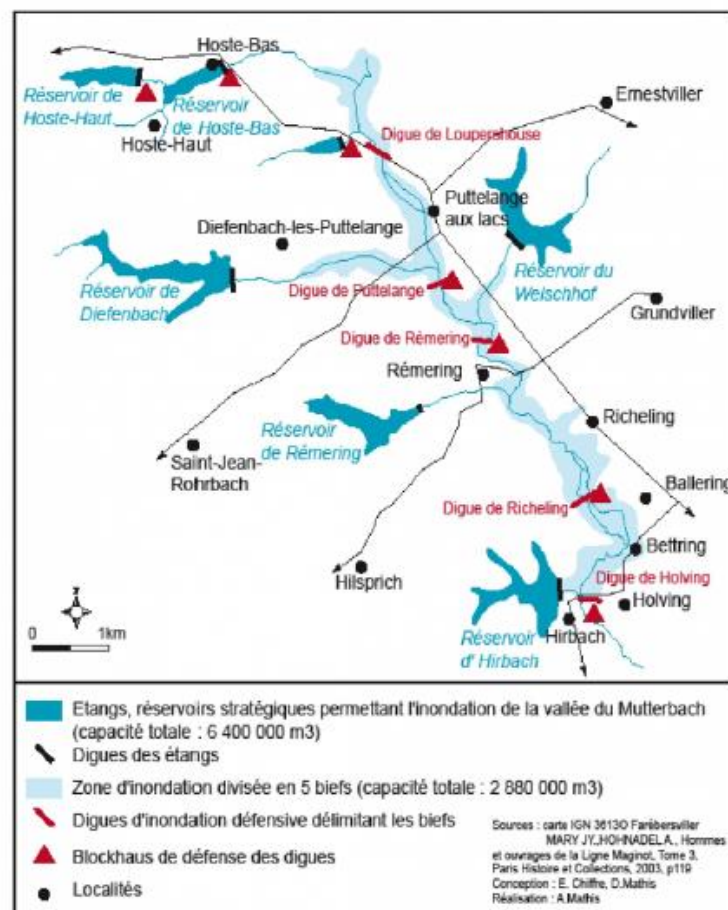 Hoste-Bas
Réservoir de
Hoste-Haut
Réservoir
de Hoste-Bas
Hoste-Haut
Ernestviller
Digue de Loupershouse
Puttelange
aux lacs
Diefenbach-les-Puttelange
Réservoir de
Diefenbach
Digue de Puttelange
Réservoir du
Welschhof
Grundviller
Digue de Rémering
Rémering
Réservoir
de Rémering
Richeling
Saint-Jean-
Rohrbach
Ballering
Digue de Richeling
Bettring
Hilsprich
Digue de Holving
Holving
Hirbach
Réservoir
d' Hirbach
0 1km
Etangs, réservoirs stratégiques permettant l'inondation de la vallée du Mutterbach
(capacité totale : 6 400 000 m3)
Digues des étangs
Zone d'inondation divisée en 5 biefs (capacité totale : 2 880 000 m3)
Digues d'inondation défensive délimitant les biefs
Blockhaus de défense des digues
Localités
Sources : carte IGN 3613O Farébersviller
MARY JY.,HOHNADEL A., Hommes
et ouvrages de la Ligne Maginot, Tome 3,
Paris Histoire et Collections, 2003, p119
Conception : E. Chiffre, D.Mathis
Réalisation : A.Mathis